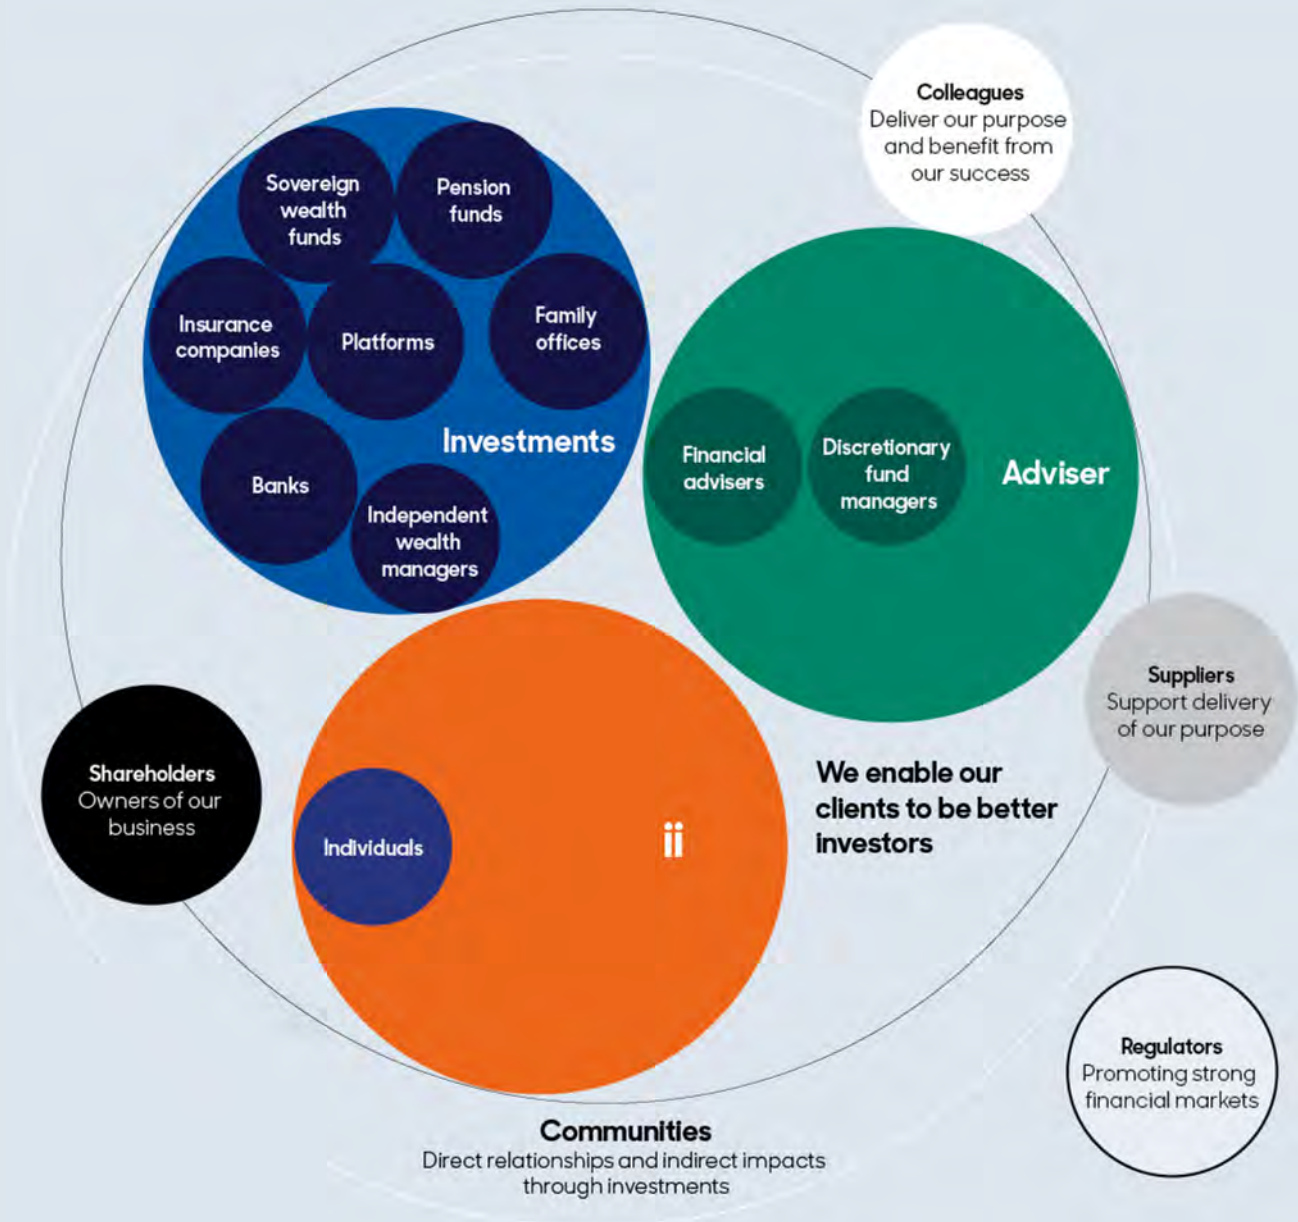 Colleagues
Deliver our purpose
and benefit from
our success
Sovereign
wealth
funds
Pension
funds
Insurance
companies
Platforms
Family
offices
Investments
Banks
Independent
wealth
managers
Financial
advisers
Discretionary
fund
managers
Adviser
Suppliers
Support delivery
of our purpose
Shareholders
Owners of our
business
Individuals
ii
We enable our
clients to be better
investors
Regulators
Promoting strong
financial markets
Communities
Direct relationships and indirect impacts
through investments